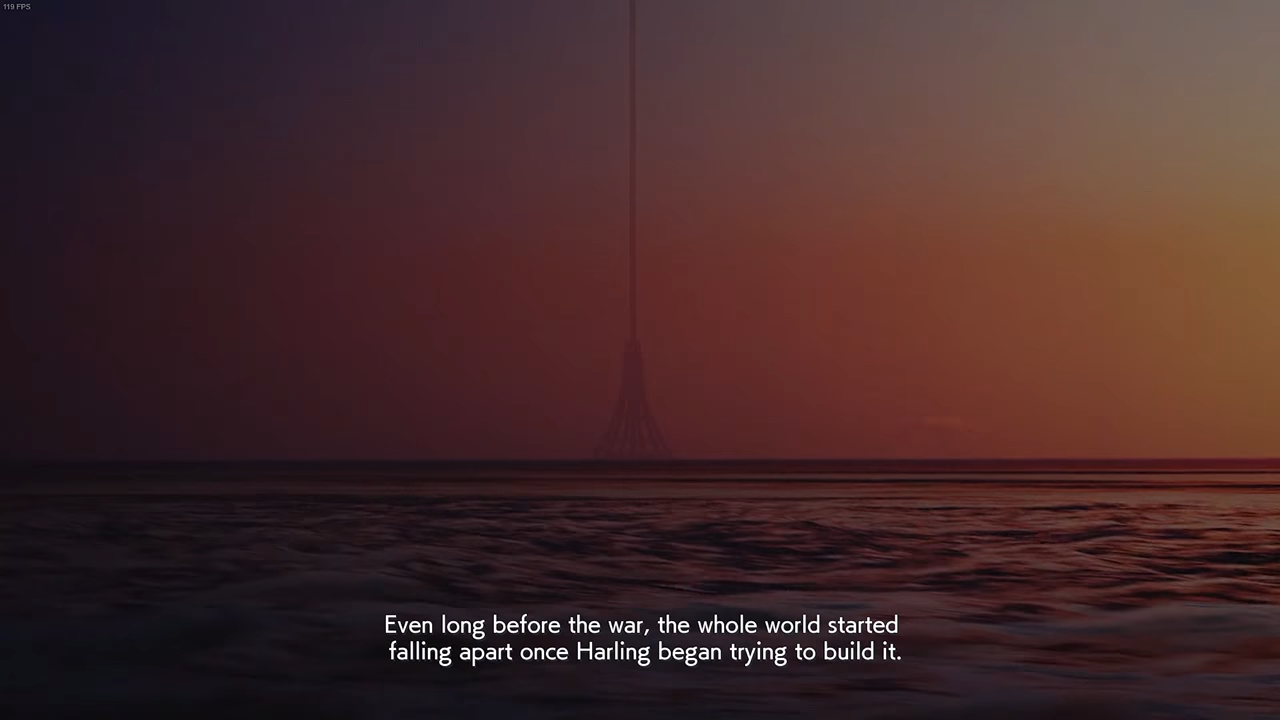 119 FPS
Even long before the war, the whole world started
falling apart once Harling began trying to build it.